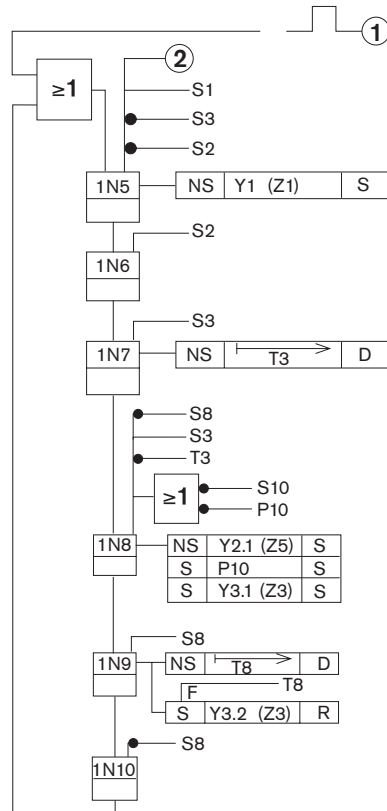 1
2
≥1
S1
S3
S2
1N5 NS Y1 (Z1) S
S2
1N6
S3
1N7 NS T3 D
S8
S3
T3
≥1 S10
P10
1N8 NS Y2.1 (Z5) S
S P10 S
S Y3.1 (Z3) S
S8
1N9 NS T8 D
F T8
S Y3.2 (Z3) R
S8
1N10